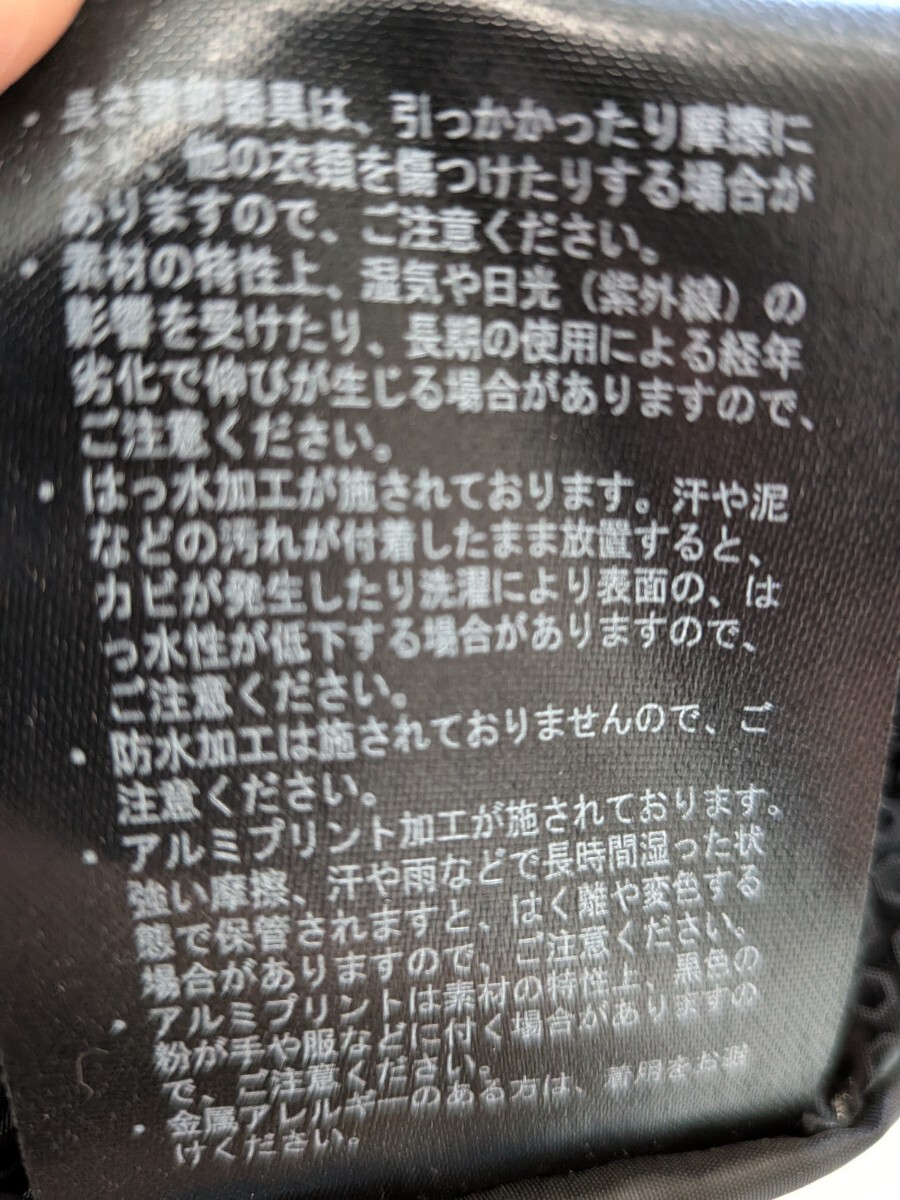 ・長さ調節器具は、引っかかったり摩擦に
より、他の衣類を傷つけたりする場合が
ありますので、ご注意ください。
・素材の特性上、湿気や日光（紫外線）の
影響を受けたり、長期の使用による経年
劣化で伸びが生じる場合がありますので、
ご注意ください。
・はっ水加工が施されております。汗や泥
などの汚れが付着したまま放置すると、
カビが発生したり洗濯により表面の、は
っ水性が低下する場合がありますので、
ご注意ください。
・防水加工は施されておりませんので、ご
注意ください。
・アルミプリント加工が施されております。
強い摩擦、汗や雨などで長時間湿った状
態で保管されますと、はく離や変色する
場合がありますので、ご注意ください。
・アルミプリントは素材の特性上、黒色の
粉が手や服などに付く場合がありますの
で、ご注意ください。
・金属アレルギーのある方は、着用をお避
けください。